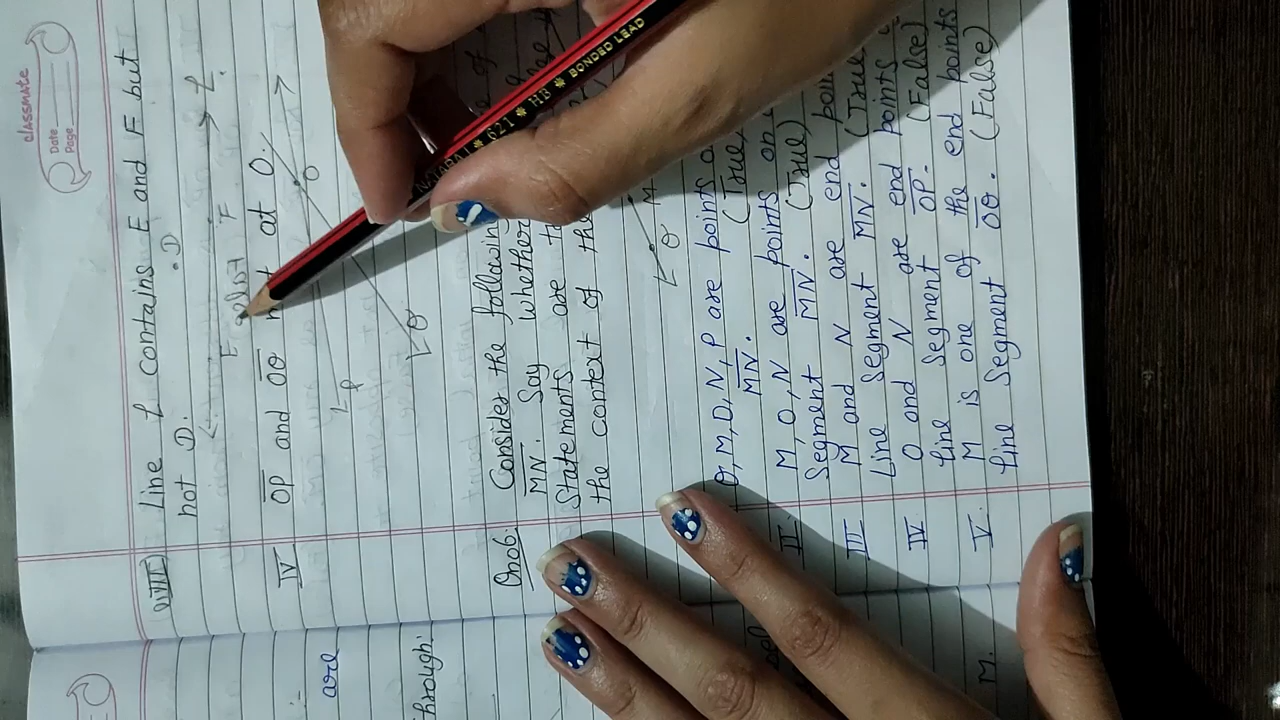 classmate
Date
Page
(iii) Line l contains E and F but
not D.
.D
l
E F
IV OP and OQ at O.
O
P
Q
Qno6. Consider the following
MN. Say whether
Statements are
the context of the
Q M
O, M, O, N, P are points
MN. (True,
II. M, O, N are points on
Segment MN. (True)
III M and N are end
Line Segment MN. (True
IV. O and N are end points
Line Segment OP. (False)
V. M is one of the end points
Line Segment OQ. (False)
are
through:
M.
NATARAJ ✱ 621 ✱ HB ✱ BONDED LEAD